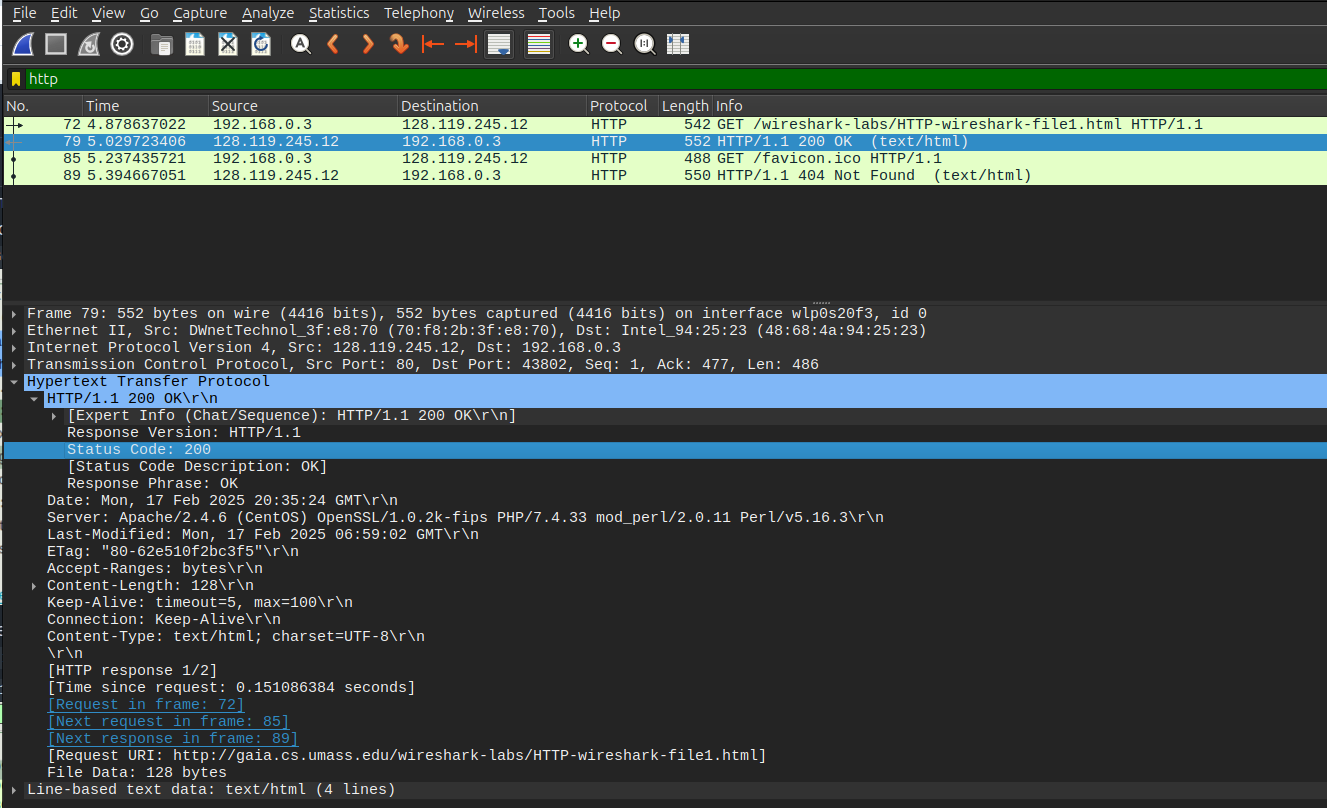 File Edit View Go Capture Analyze Statistics Telephony Wireless Tools Help
http
No. Time Source Destination Protocol Length Info
72 4.878637022 192.168.0.3 128.119.245.12 HTTP 542 GET /wireshark-labs/HTTP-wireshark-file1.html HTTP/1.1
79 5.029723406 128.119.245.12 192.168.0.3 HTTP 552 HTTP/1.1 200 OK  (text/html)
85 5.237435721 192.168.0.3 128.119.245.12 HTTP 488 GET /favicon.ico HTTP/1.1
89 5.394667051 128.119.245.12 192.168.0.3 HTTP 550 HTTP/1.1 404 Not Found  (text/html)
Frame 79: 552 bytes on wire (4416 bits), 552 bytes captured (4416 bits) on interface wlp0s20f3, id 0
Ethernet II, Src: DWnetTechnol_3f:e8:70 (70:f8:2b:3f:e8:70), Dst: Intel_94:25:23 (48:68:4a:94:25:23)
Internet Protocol Version 4, Src: 128.119.245.12, Dst: 192.168.0.3
Transmission Control Protocol, Src Port: 80, Dst Port: 43802, Seq: 1, Ack: 477, Len: 486
Hypertext Transfer Protocol
HTTP/1.1 200 OK\r\n
[Expert Info (Chat/Sequence): HTTP/1.1 200 OK\r\n]
Response Version: HTTP/1.1
Status Code: 200
[Status Code Description: OK]
Response Phrase: OK
Date: Mon, 17 Feb 2025 20:35:24 GMT\r\n
Server: Apache/2.4.6 (CentOS) OpenSSL/1.0.2k-fips PHP/7.4.33 mod_perl/2.0.11 Perl/v5.16.3\r\n
Last-Modified: Mon, 17 Feb 2025 06:59:02 GMT\r\n
ETag: "80-62e510f2bc3f5"\r\n
Accept-Ranges: bytes\r\n
Content-Length: 128\r\n
Keep-Alive: timeout=5, max=100\r\n
Connection: Keep-Alive\r\n
Content-Type: text/html; charset=UTF-8\r\n
\r\n
[HTTP response 1/2]
[Time since request: 0.151086384 seconds]
[Request in frame: 72]
[Next request in frame: 85]
[Next response in frame: 89]
[Request URI: http://gaia.cs.umass.edu/wireshark-labs/HTTP-wireshark-file1.html]
File Data: 128 bytes
Line-based text data: text/html (4 lines)